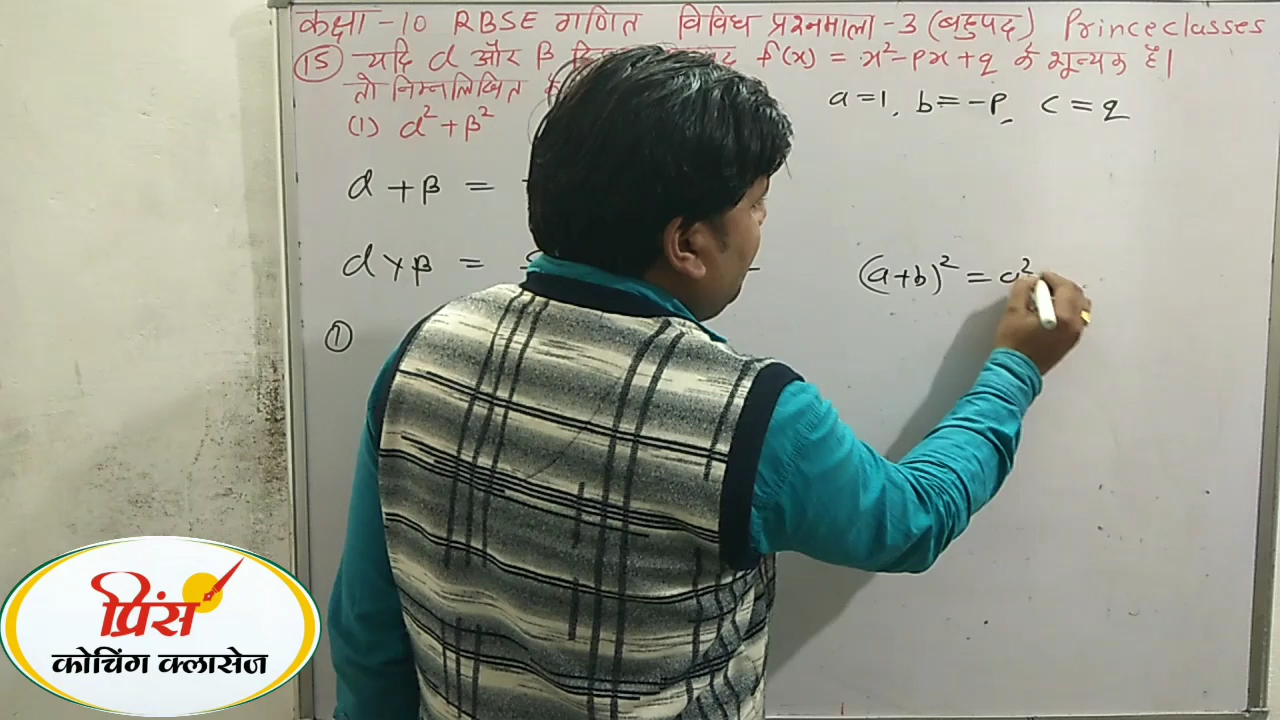 कक्षा-10 RBSE गणित विविध प्रश्नमाला-3 (बहुपद) Princeclasses
(15) यदि α और β f(x) = x²-px+q के शून्यक है।
तो निम्नलिखित
a=1, b=-p, c=q
(1) α²+β²
α+β =
α×β =
(a+b)² = a²
①
प्रिंस
कोचिंग क्लासेज